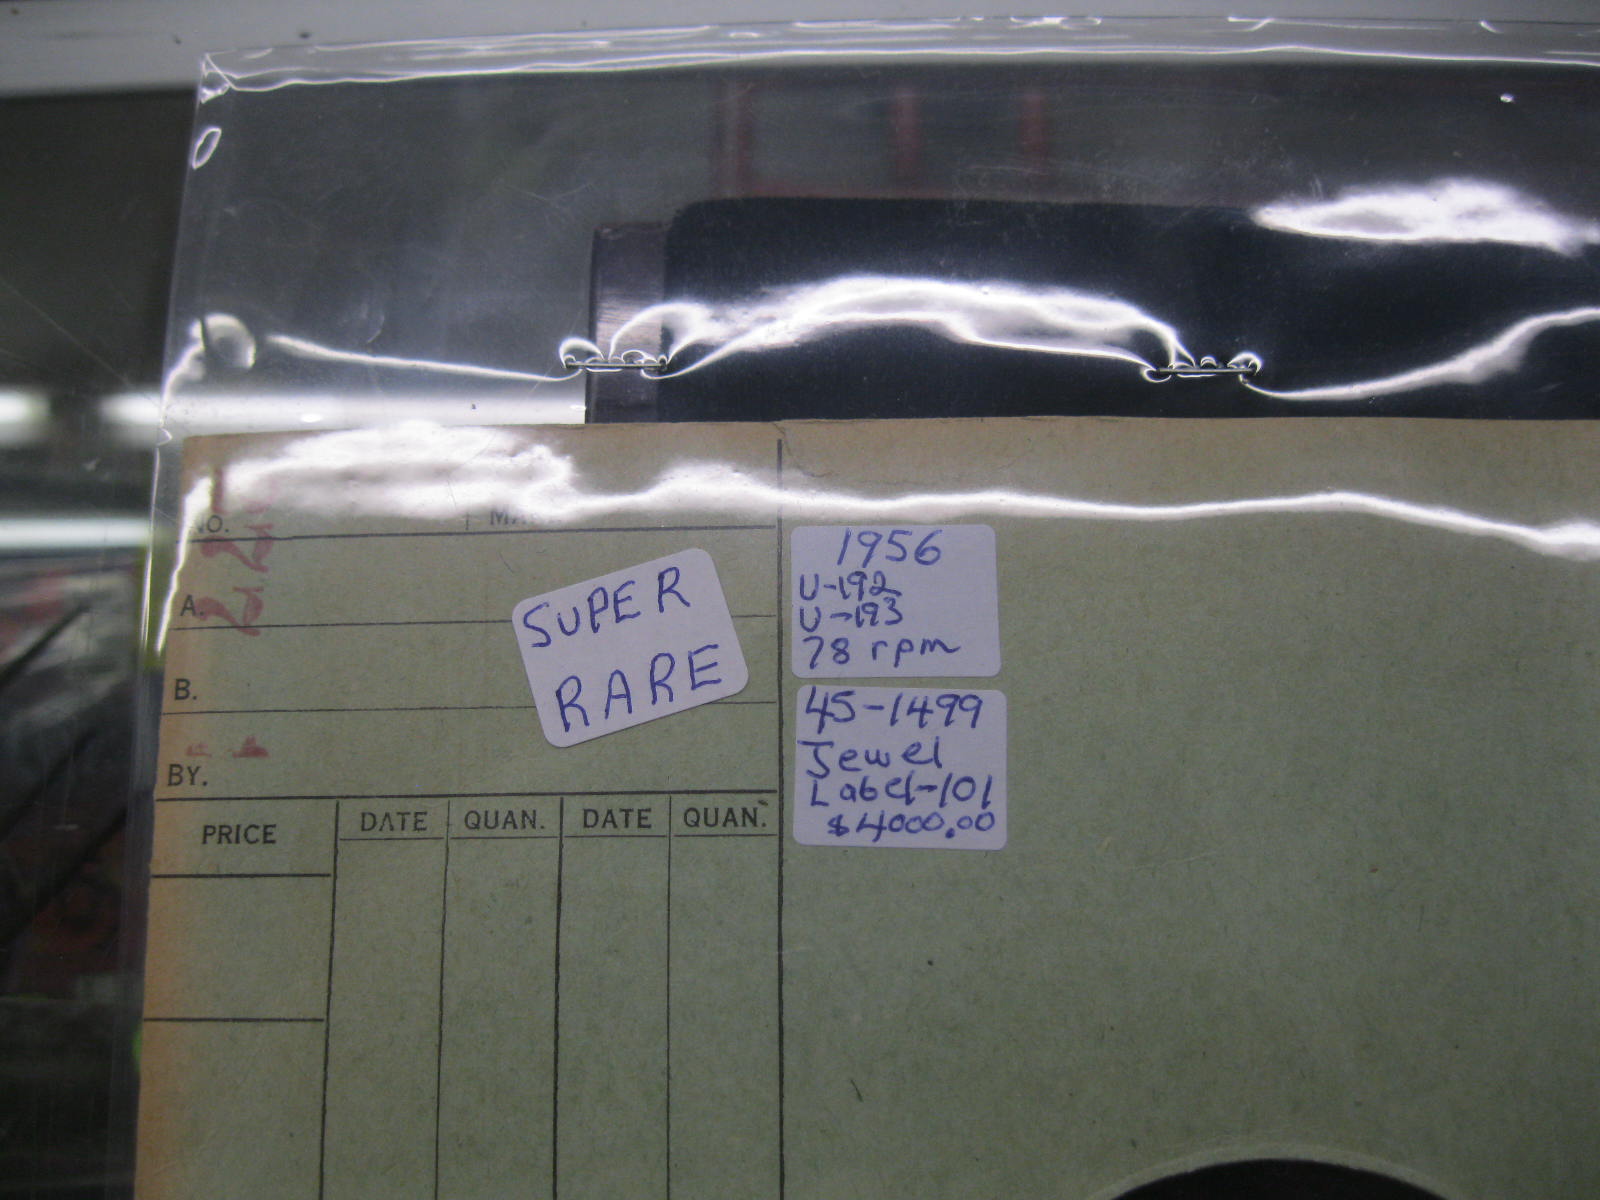 NO.
A.
B.
BY.
SUPER
RARE
1956
U-192
U-193
78 rpm
45-1499
Jewel
Label-101
$4000.00
PRICE DATE QUAN. DATE QUAN.